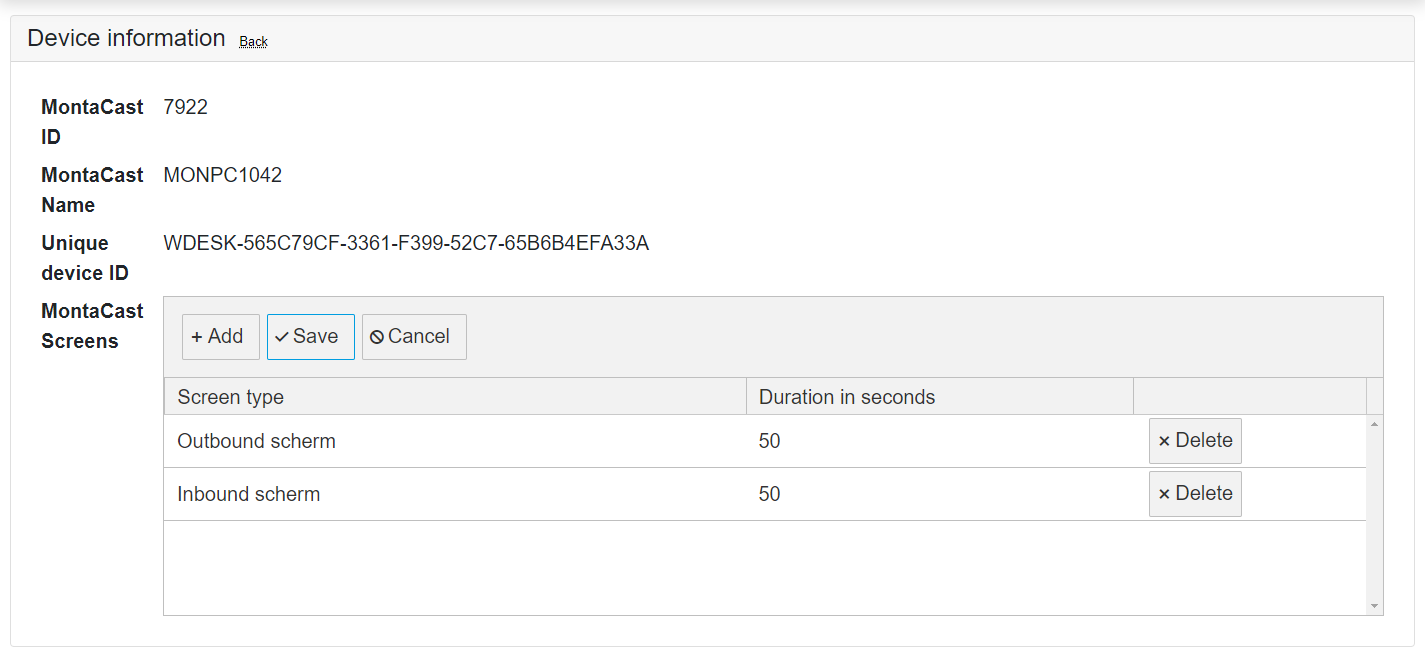 Device information Back
MontaCast 7922
ID
MontaCast MONPC1042
Name
Unique WDESK-565C79CF-3361-F399-52C7-65B6B4EFA33A
device ID
MontaCast
Screens
+ Add Save Cancel
Screen type Duration in seconds
Outbound scherm 50 × Delete
Inbound scherm 50 × Delete